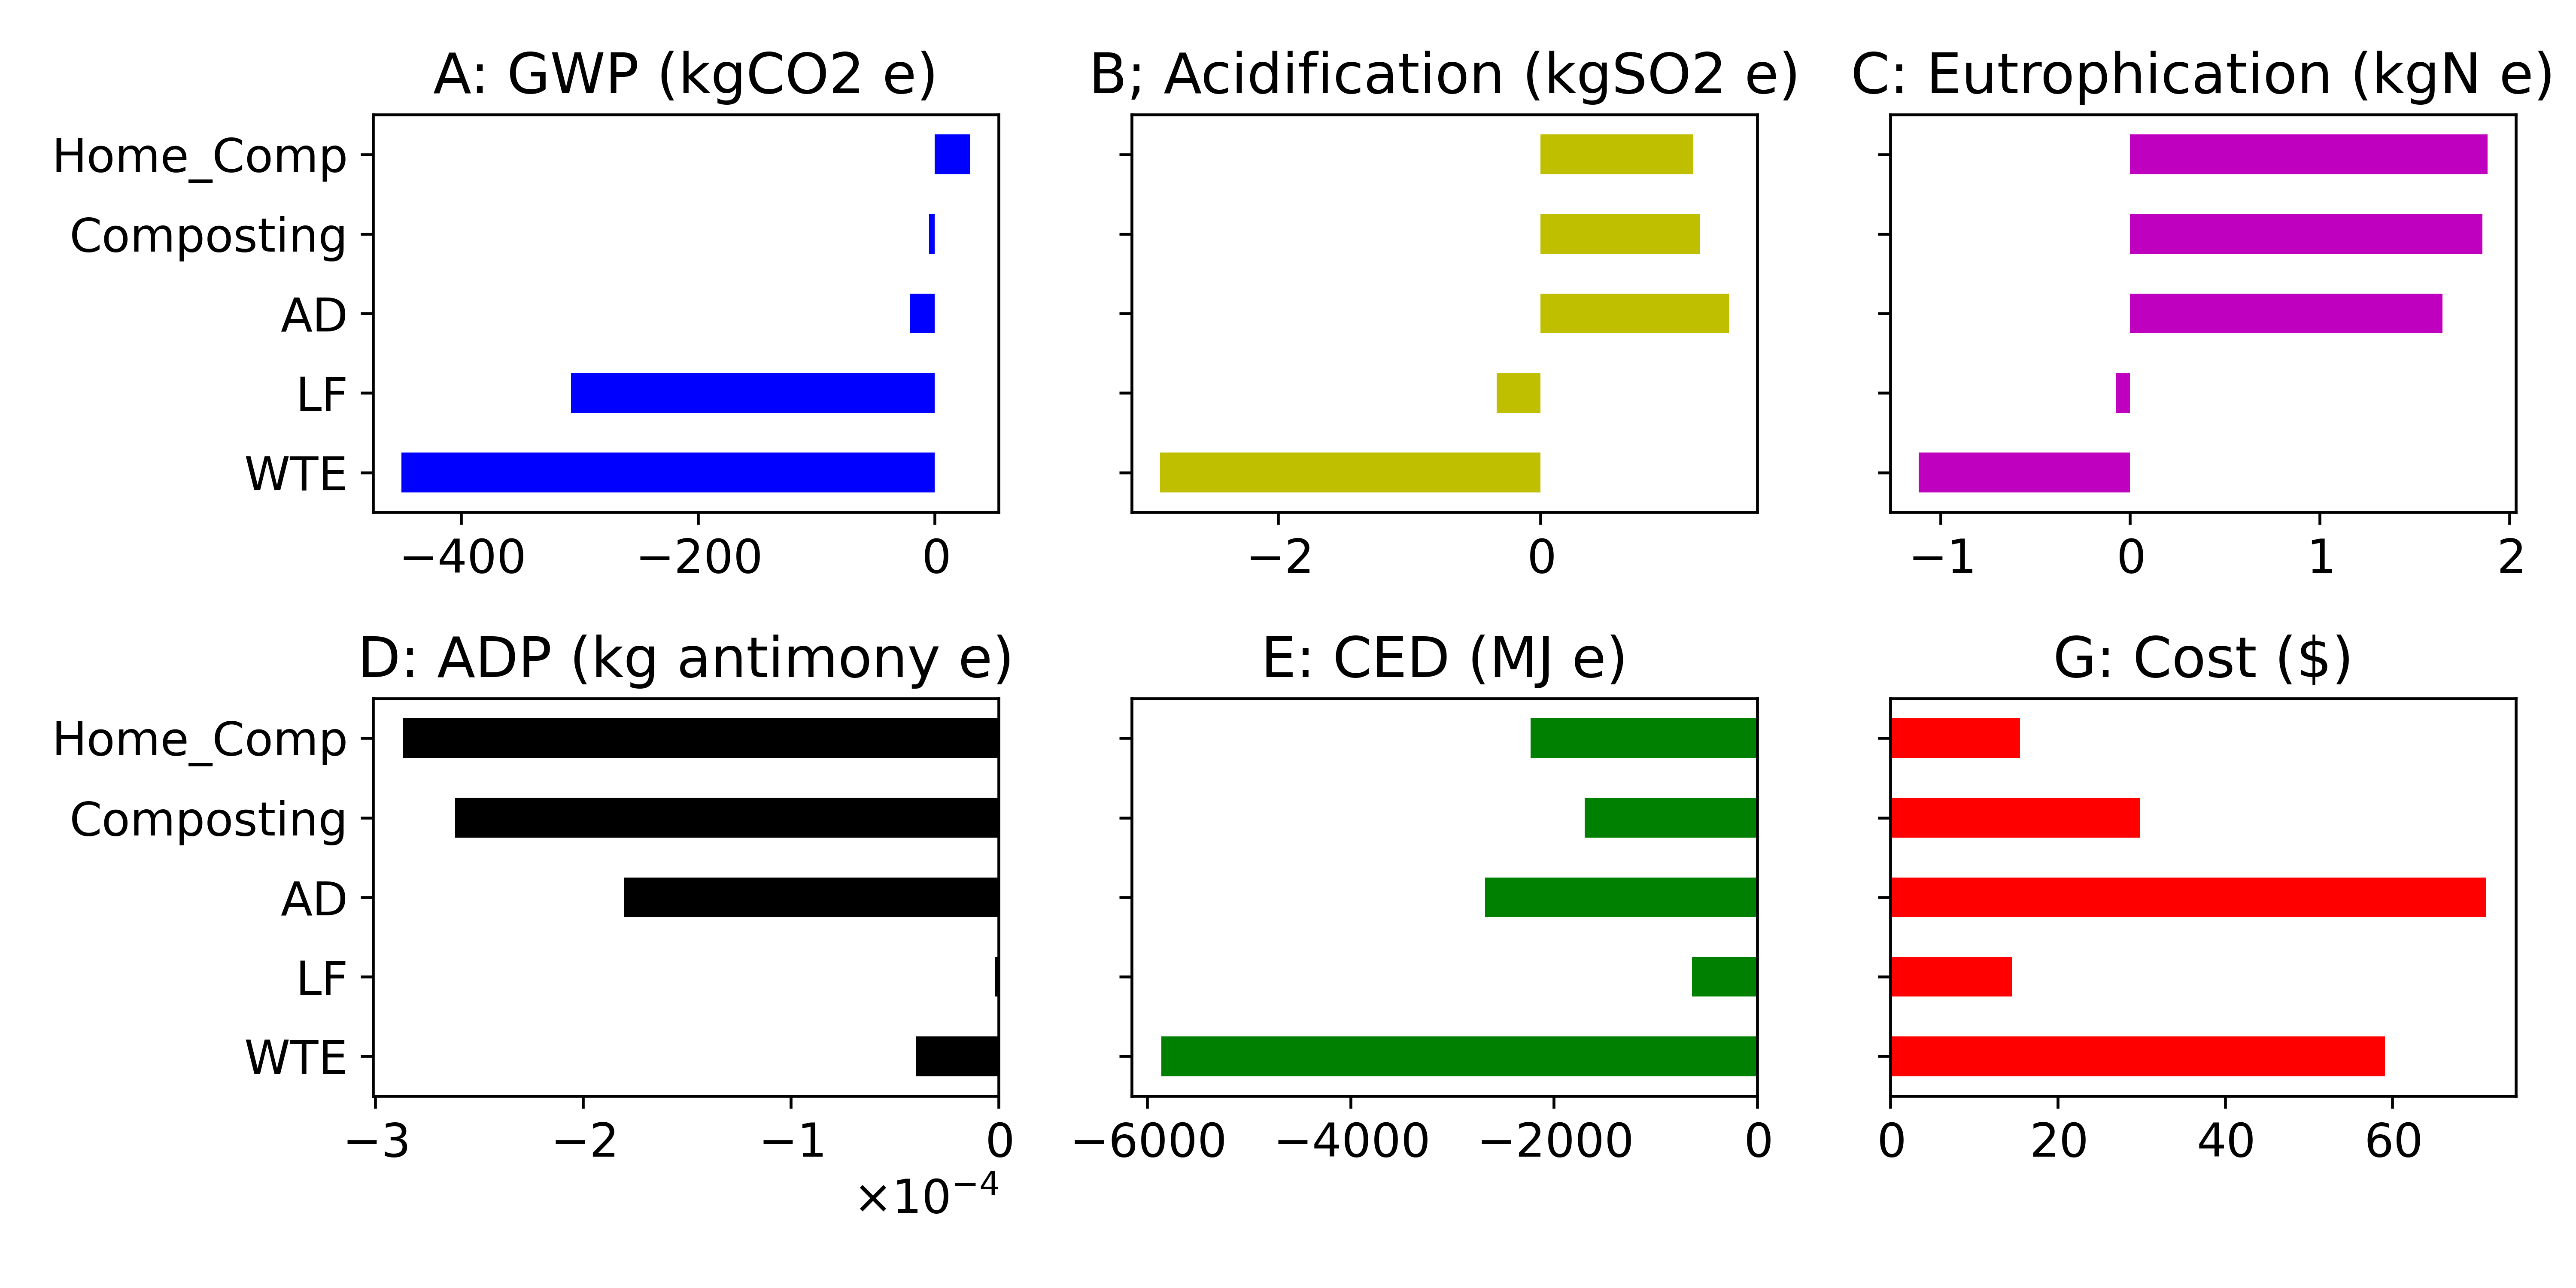 A: GWP (kgCO2 e)
B; Acidification (kgSO2 e)
C: Eutrophication (kgN e)
Home_Comp
Composting
AD
LF
WTE
−400 −200 0
−2 0
−1 0 1 2
D: ADP (kg antimony e)
E: CED (MJ e)
G: Cost ($)
Home_Comp
Composting
AD
LF
WTE
−3 −2 −1 0
×10⁻⁴
−6000 −4000 −2000 0
0 20 40 60